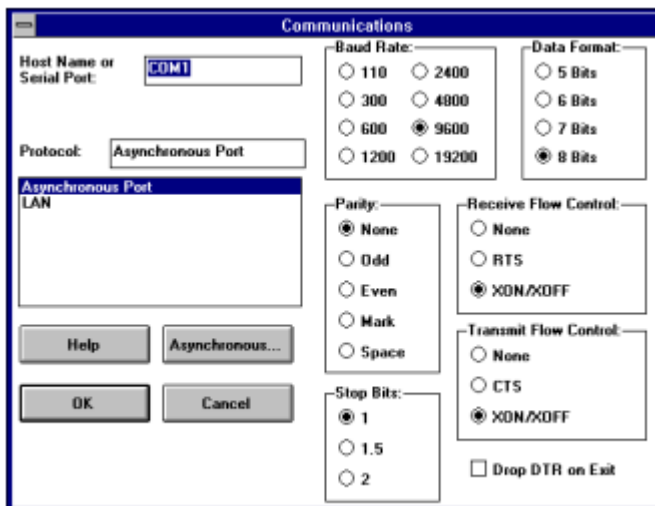 Communications
Host Name or
Serial Port:
COM1
Protocol:
Asynchronous Port
Asynchronous Port
LAN
Help
Asynchronous...
OK
Cancel
Baud Rate:
110 2400
300 4800
600 9600
1200 19200
Data Format:
5 Bits
6 Bits
7 Bits
8 Bits
Parity:
None
Odd
Even
Mark
Space
Receive Flow Control:
None
RTS
XON/XOFF
Transmit Flow Control:
None
CTS
XON/XOFF
Stop Bits:
1
1.5
2
Drop DTR on Exit